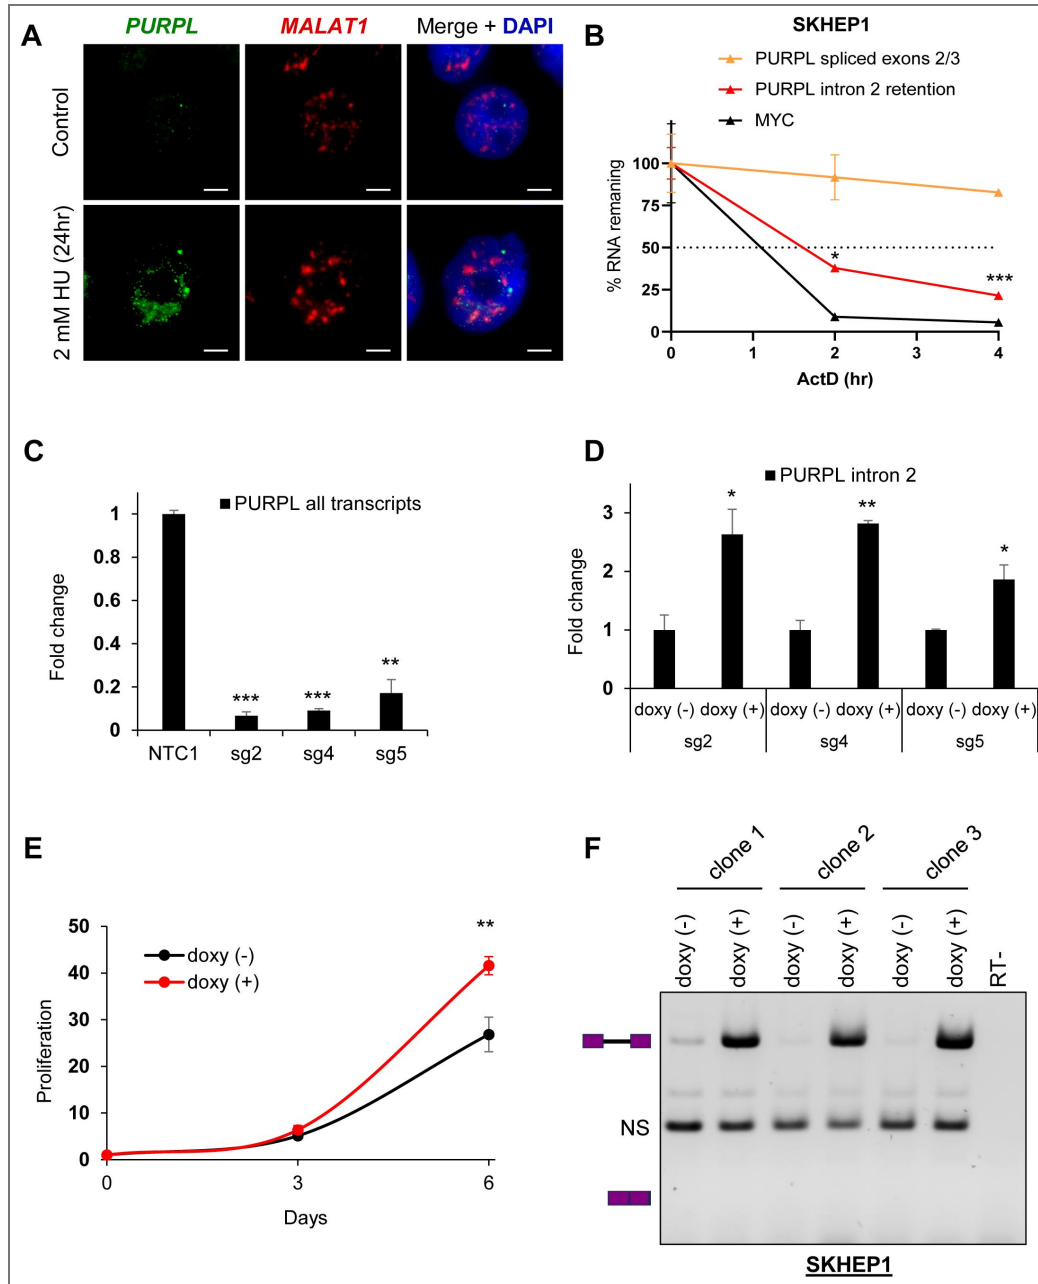 A
PURPL
MALAT1
Merge + DAPI
Control
2 mM HU (24hr)
B
SKHEP1
PURPL spliced exons 2/3
PURPL intron 2 retention
MYC
% RNA remaining
100
75
50
25
0
*
***
0 1 2 3 4
ActD (hr)
C
PURPL all transcripts
Fold change
1
0.8
0.6
0.4
0.2
0
***
***
**
NTC1 sg2 sg4 sg5
D
PURPL intron 2
Fold change
3
2
1
0
*
**
*
doxy (-) doxy (+) doxy (-) doxy (+) doxy (-) doxy (+)
sg2 sg4 sg5
E
Proliferation
50
40
30
20
10
0
doxy (-)
doxy (+)
**
0 3 6
Days
F
clone 1
clone 2
clone 3
doxy (-)
doxy (+)
doxy (-)
doxy (+)
doxy (-)
doxy (+)
RT-
NS
SKHEP1